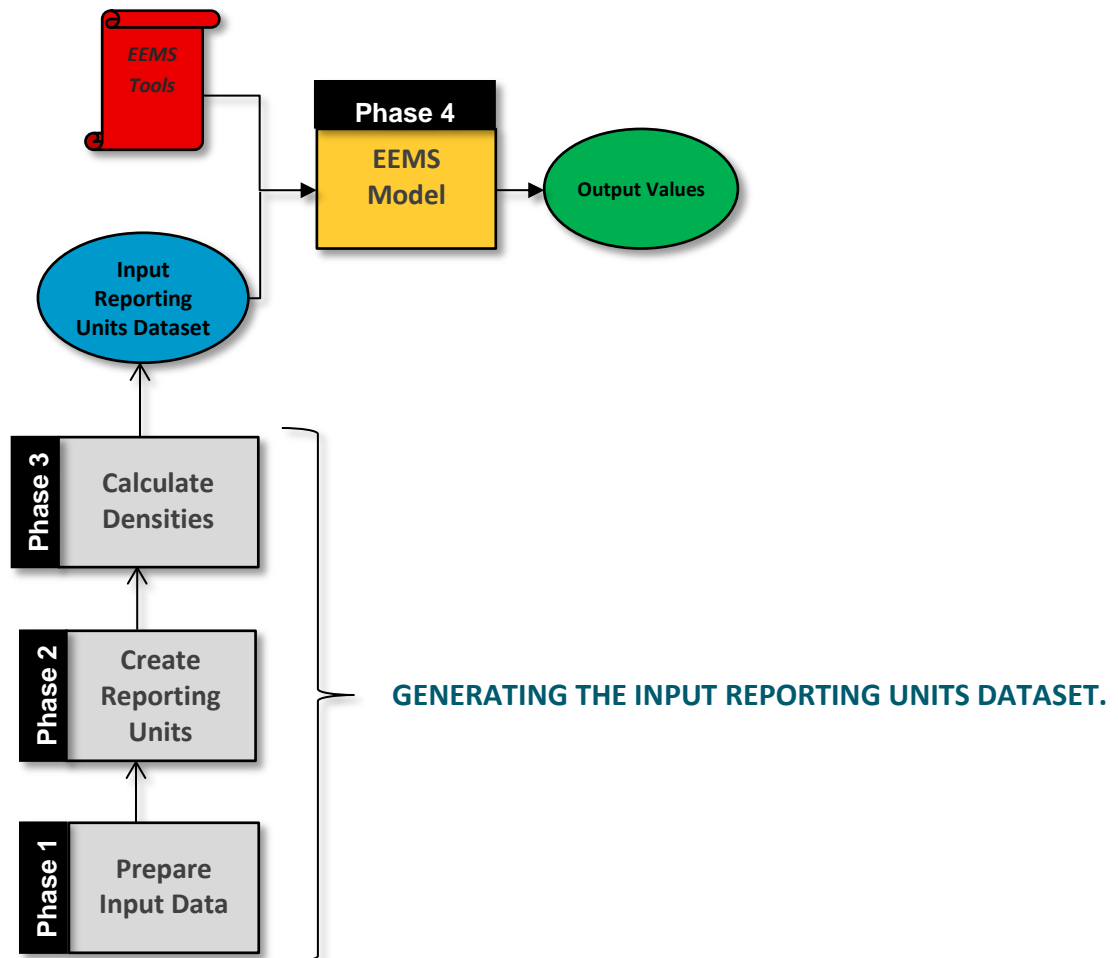 EEMS
Tools
Phase 4
EEMS
Model
Output Values
Input
Reporting
Units Dataset
Phase 3
Calculate
Densities
Phase 2
Create
Reporting
Units
GENERATING THE INPUT REPORTING UNITS DATASET.
Phase 1
Prepare
Input Data